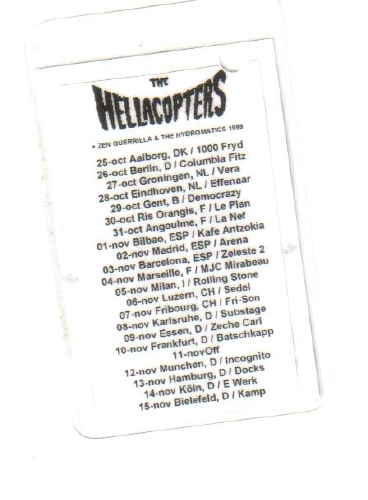 THE
HELLACOPTERS
+ ZEN GUERRILLA & THE HYDROMATICS 1999
25-oct Aalborg, DK / 1000 Fryd
26-oct Berlin, D / Columbia Fitz
27-oct Groningen, NL / Vera
28-oct Eindhoven, NL / Effenaar
29-oct Gent, B / Democrazy
30-oct Ris Orangis, F / Le Plan
31-oct Angoulme, F / La Nef
01-nov Bilbao, ESP / Kafe Antzokia
02-nov Madrid, ESP / Arena
03-nov Barcelona, ESP / Zeleste 2
04-nov Marseille, F / MJC Mirabeau
05-nov Milan, I / Rolling Stone
06-nov Luzern, CH / Sedel
07-nov Fribourg, CH / Fri-Son
08-nov Karlsruhe, D / Substage
09-nov Essen, D / Zeche Carl
10-nov Frankfurt, D / Batschkapp
11-novOff
12-nov Munchen, D / Incognito
13-nov Hamburg, D / Docks
14-nov Köln, D / E Werk
15-nov Bielefeld, D / Kamp